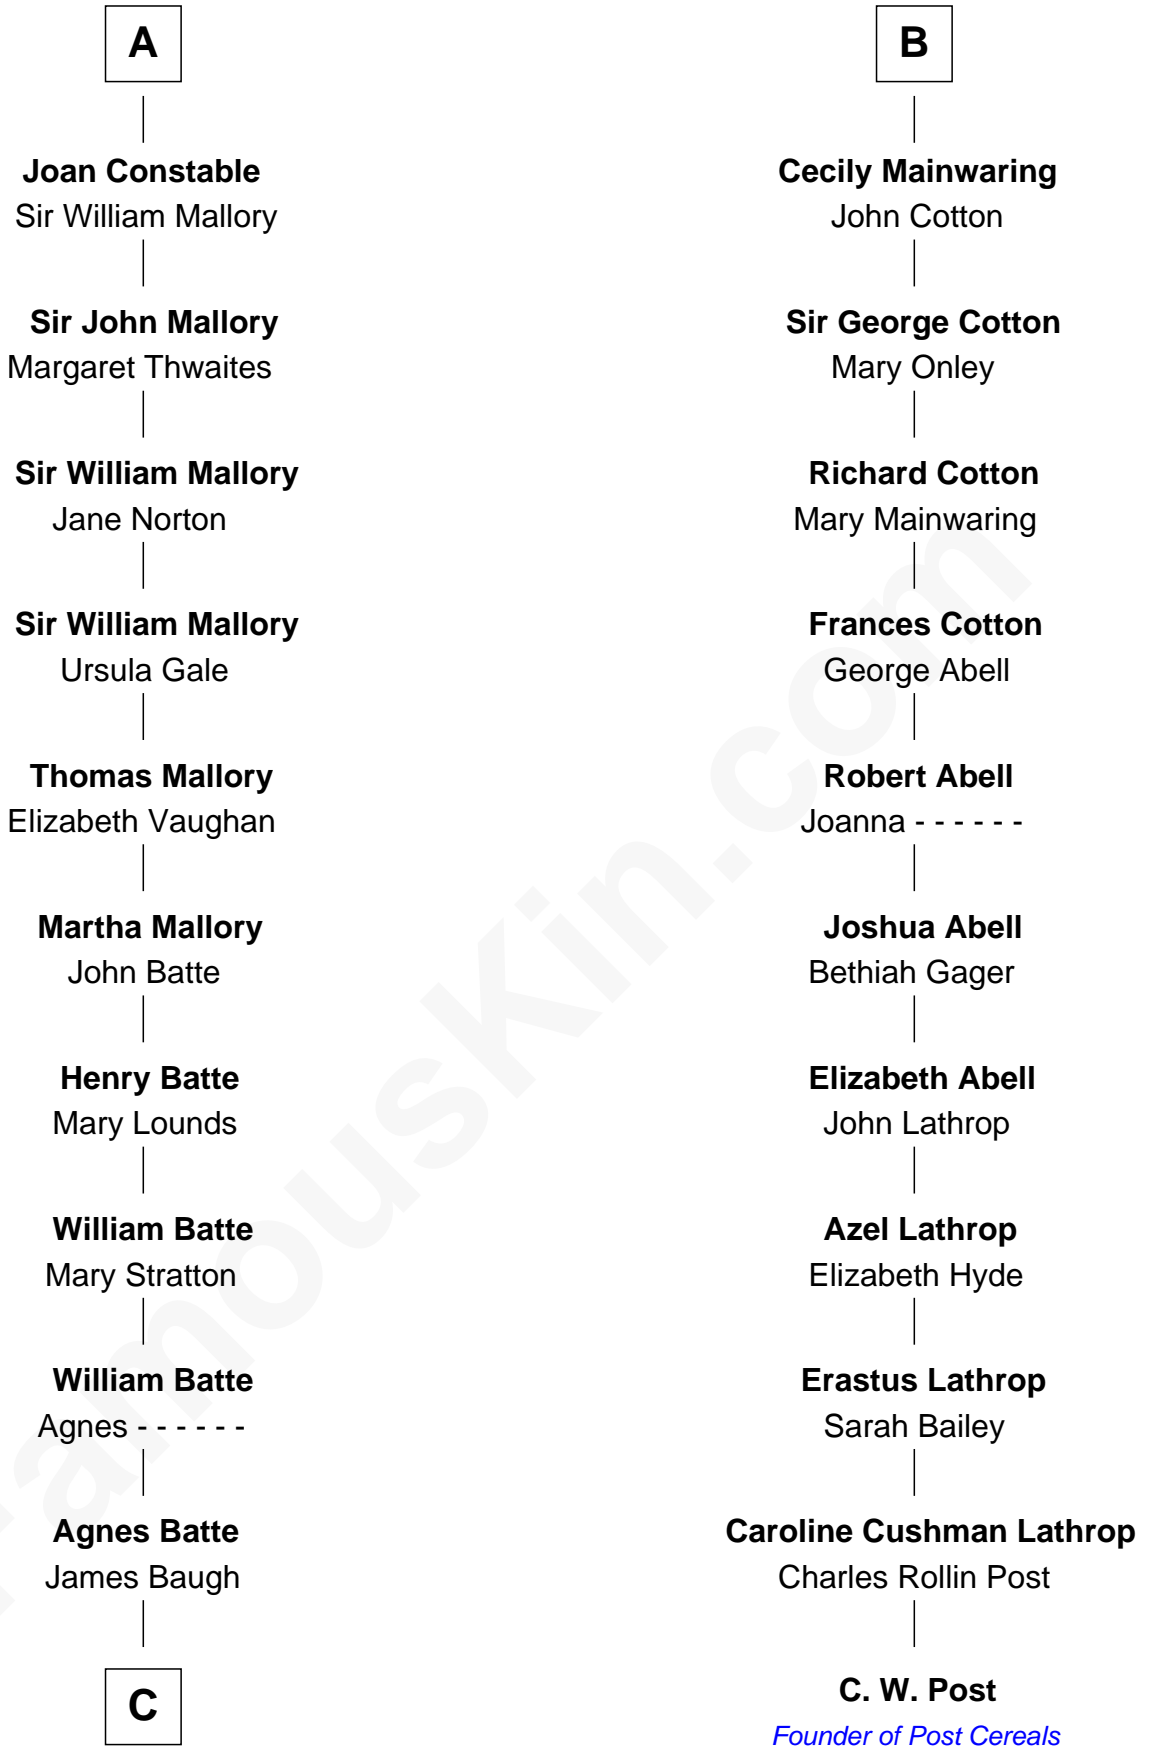 A
Joan Constable
Sir William Mallory
Sir John Mallory
Margaret Thwaites
Sir William Mallory
Jane Norton
Sir William Mallory
Ursula Gale
Thomas Mallory
Elizabeth Vaughan
Martha Mallory
John Batte
Henry Batte
Mary Lounds
William Batte
Mary Stratton
William Batte
Agnes - - - - - -
Agnes Batte
James Baugh
C
B
Cecily Mainwaring
John Cotton
Sir George Cotton
Mary Onley
Richard Cotton
Mary Mainwaring
Frances Cotton
George Abell
Robert Abell
Joanna - - - - - -
Joshua Abell
Bethiah Gager
Elizabeth Abell
John Lathrop
Azel Lathrop
Elizabeth Hyde
Erastus Lathrop
Sarah Bailey
Caroline Cushman Lathrop
Charles Rollin Post
C. W. Post
Founder of Post Cereals
FamousKin.com